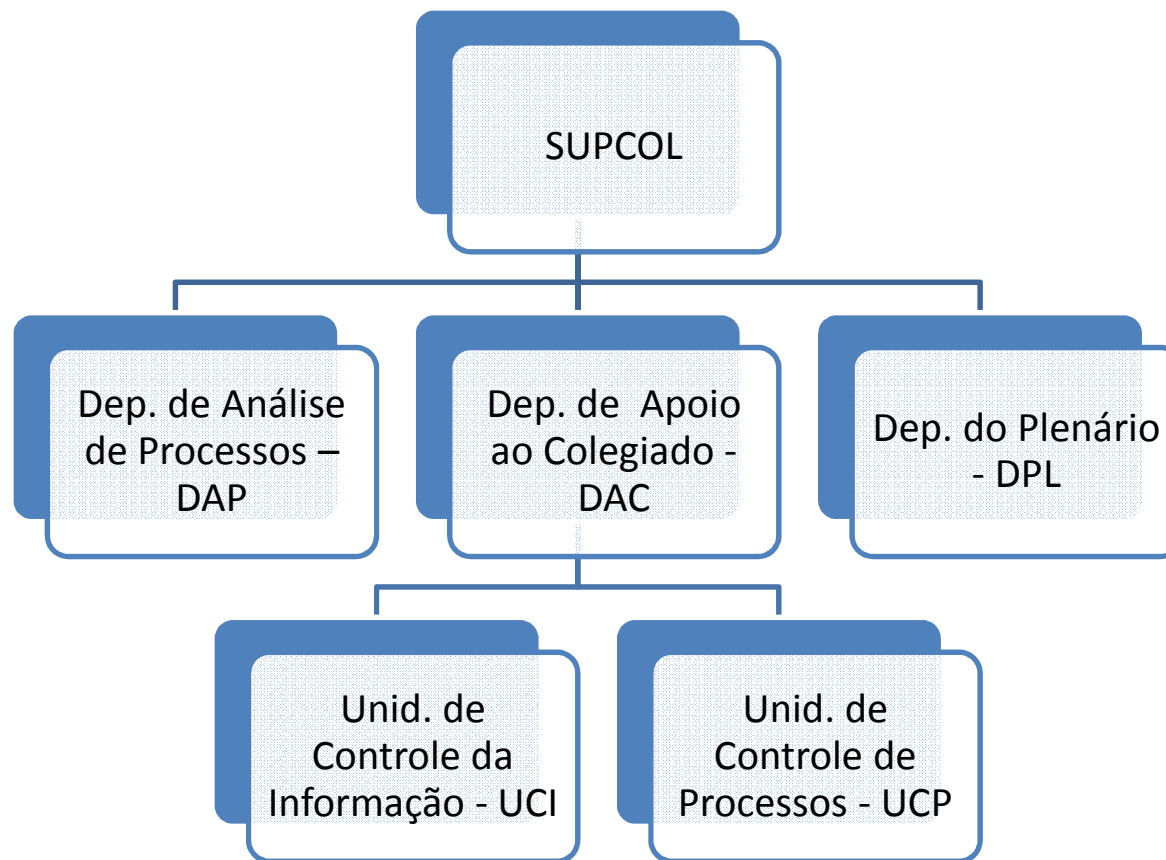 SUPCOL
Dep. de Análise
de Processos –
DAP
Dep. de Apoio
ao Colegiado -
DAC
Dep. do Plenário
- DPL
Unid. de
Controle da
Informação - UCI
Unid. de
Controle de
Processos - UCP